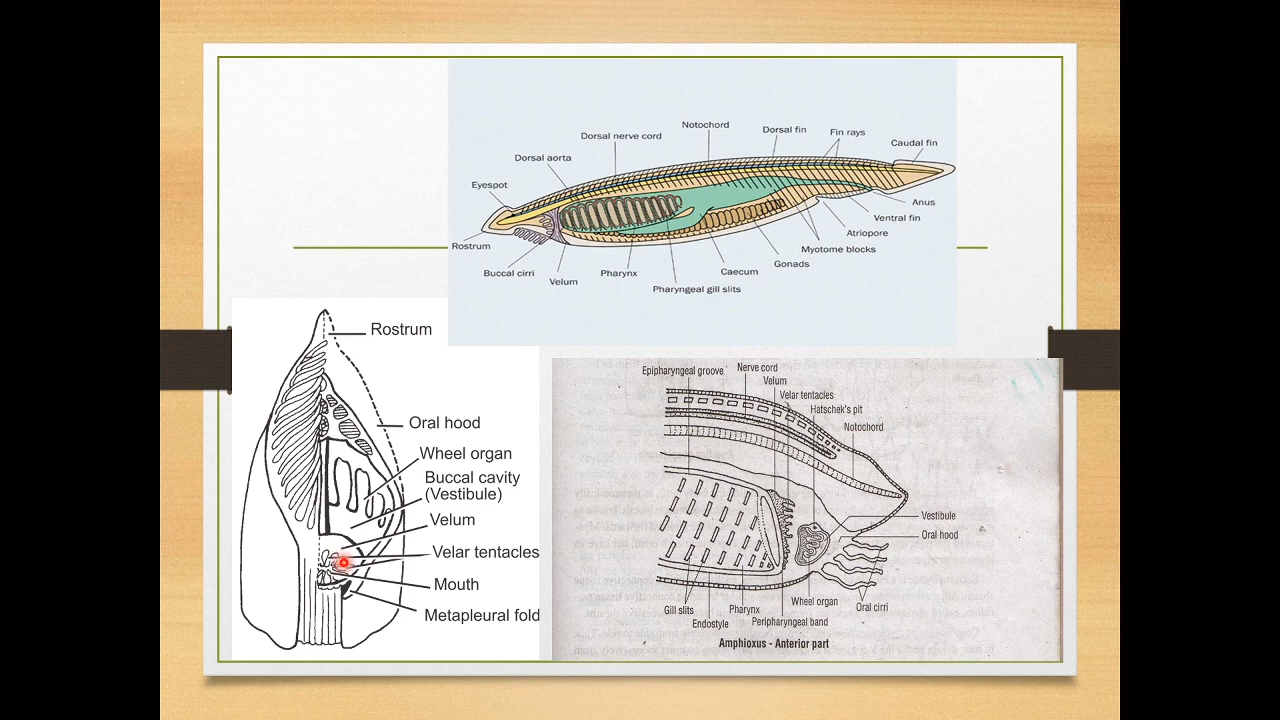 Notochord
Dorsal nerve cord
Dorsal fin
Fin rays
Caudal fin
Dorsal aorta
Eyespot
Rostrum
Buccal cirri
Velum
Pharynx
Pharyngeal gill slits
Caecum
Gonads
Myotome blocks
Atriopore
Ventral fin
Anus
Rostrum
Oral hood
Wheel organ
Buccal cavity
(Vestibule)
Velum
Velar tentacles
Mouth
Metapleural fold
Epipharyngeal groove
Nerve cord
Velum
Velar tentacles
Hatschek's pit
Notochord
Vestibule
Oral hood
Oral cirri
Wheel organ
Peripharyngeal band
Pharynx
Endostyle
Gill slits
Amphioxus - Anterior part